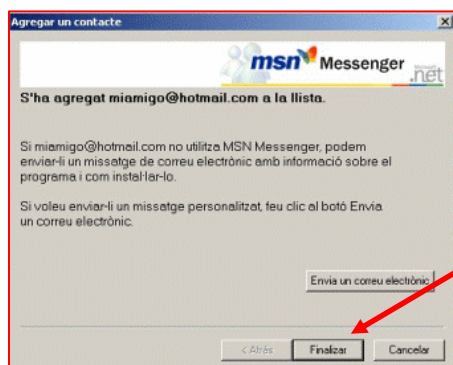 Agregar un contacte
msn Messenger
.net
S'ha agregat miamigo@hotmail.com a la llista.
Si miamigo@hotmail.com no utilitza MSN Messenger, podem
enviar-li un missatge de correu electrònic amb informació sobre el
programa i com instal·lar-lo.
Si voleu enviar-li un missatge personalitzat, feu clic al botó Envia
un correu electrònic.
Envia un correu electrònic
< Atrás
Finalizar
Cancelar